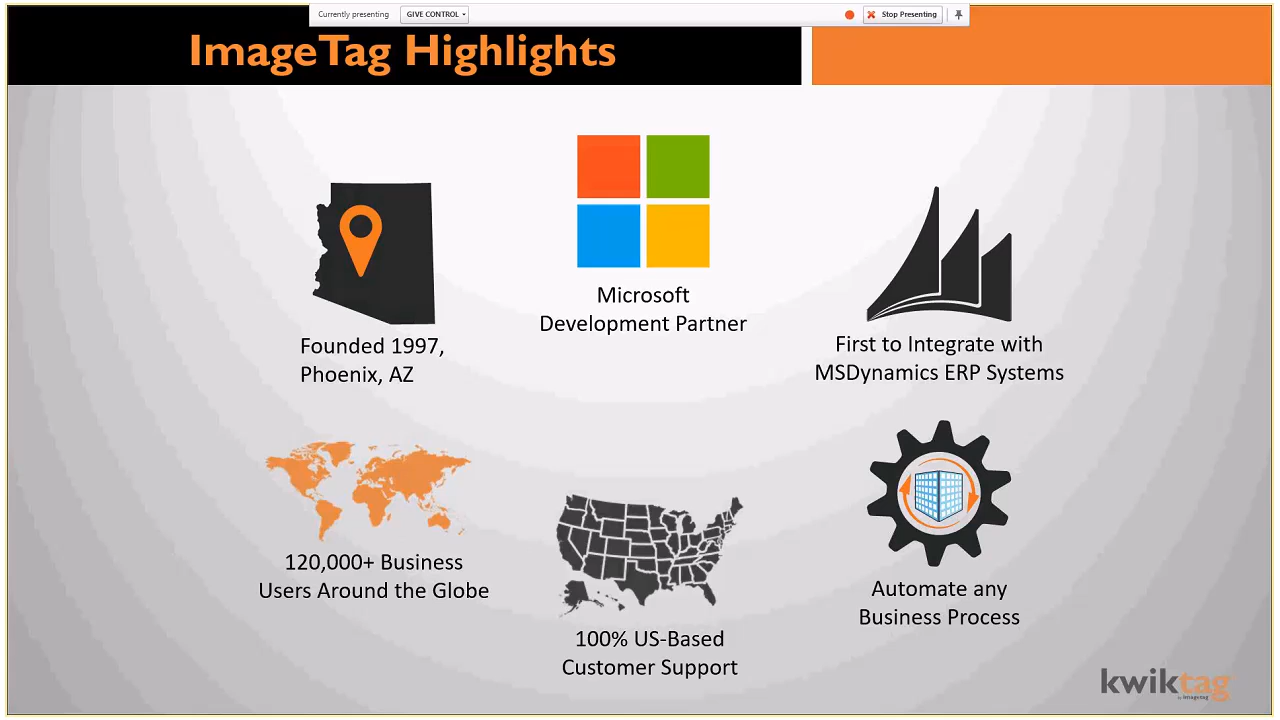 Currently presenting
GIVE CONTROL
Stop Presenting
ImageTag Highlights
Microsoft
Development Partner
Founded 1997,
Phoenix, AZ
First to Integrate with
MSDynamics ERP Systems
120,000+ Business
Users Around the Globe
100% US-Based
Customer Support
Automate any
Business Process
kwiktag
by imagetag